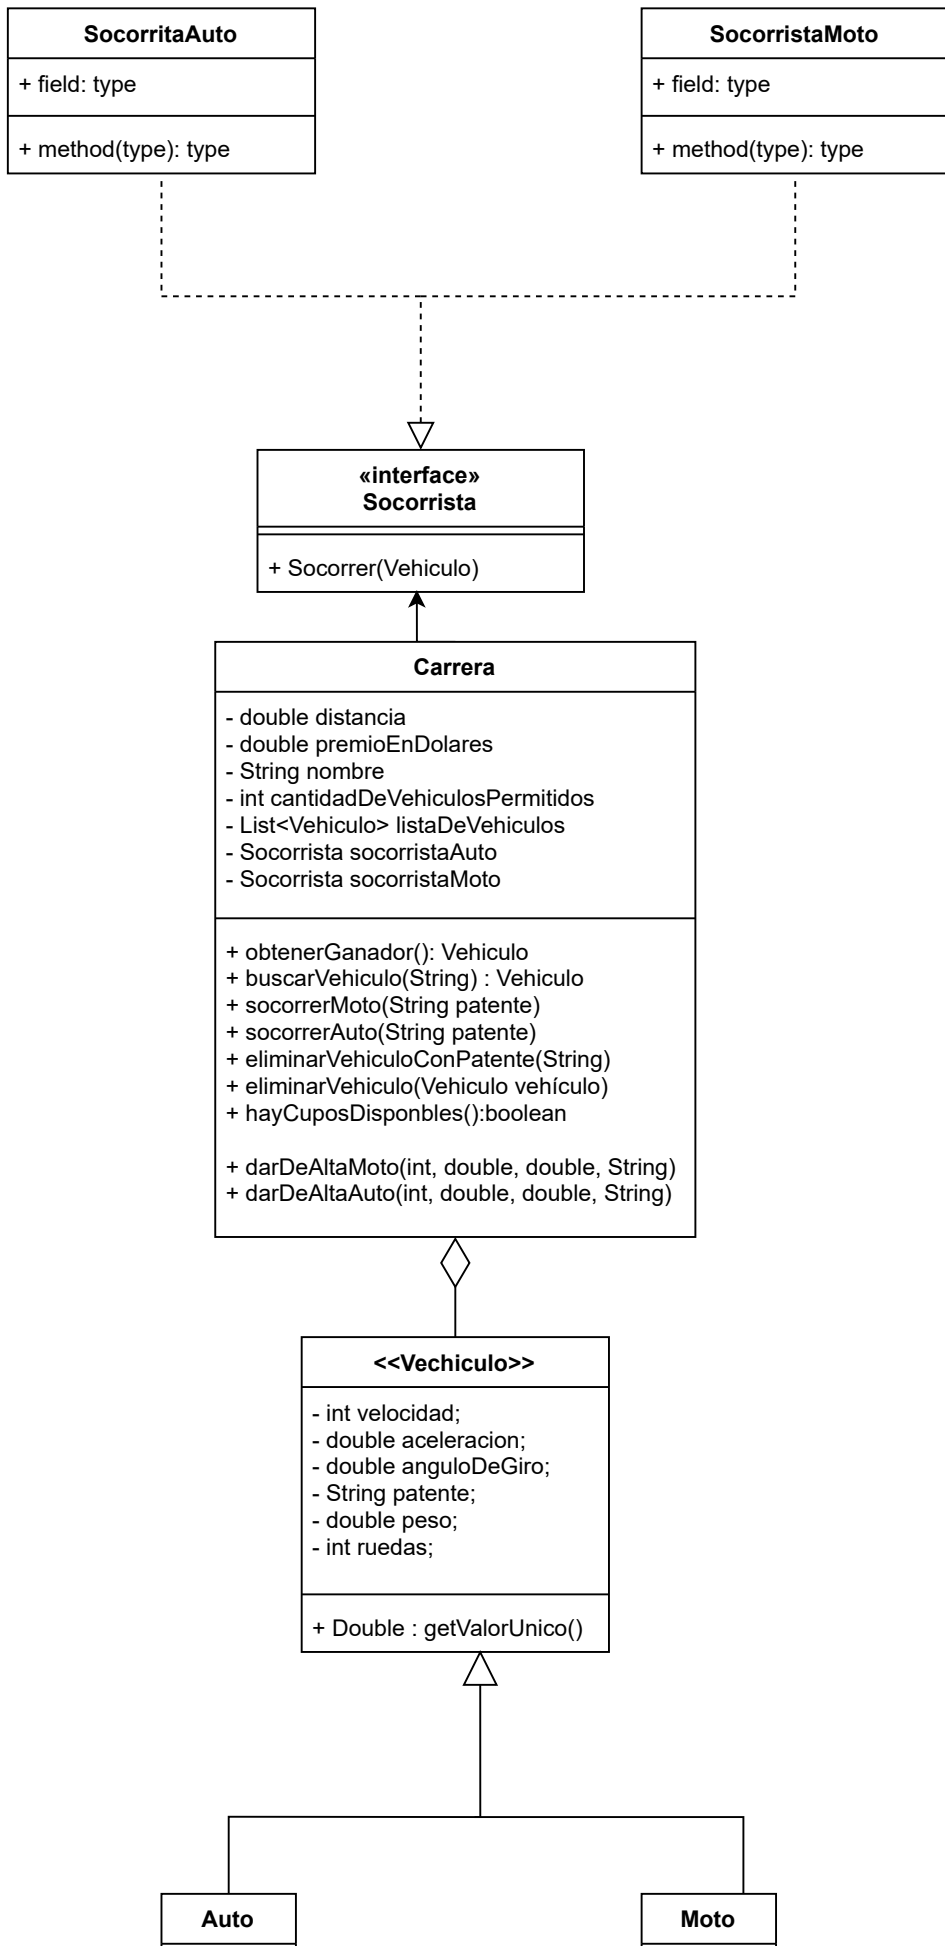 SocorritaAuto
+ field: type
+ method(type): type
SocorristaMoto
+ field: type
+ method(type): type
«interface»
Socorrista
+ Socorrer(Vehiculo)
Carrera
- double distancia
- double premioEnDolares
- String nombre
- int cantidadDeVehiculosPermitidos
- List<Vehiculo> listaDeVehiculos
- Socorrista socorristaAuto
- Socorrista socorristaMoto
+ obtenerGanador(): Vehiculo
+ buscarVehiculo(String) : Vehiculo
+ socorrerMoto(String patente)
+ socorrerAuto(String patente)
+ eliminarVehiculoConPatente(String)
+ eliminarVehiculo(Vehiculo vehículo)
+ hayCuposDisponbles():boolean
+ darDeAltaMoto(int, double, double, String)
+ darDeAltaAuto(int, double, double, String)
<<Vechiculo>>
- int velocidad;
- double aceleracion;
- double anguloDeGiro;
- String patente;
- double peso;
- int ruedas;
+ Double : getValorUnico()
Auto
Moto